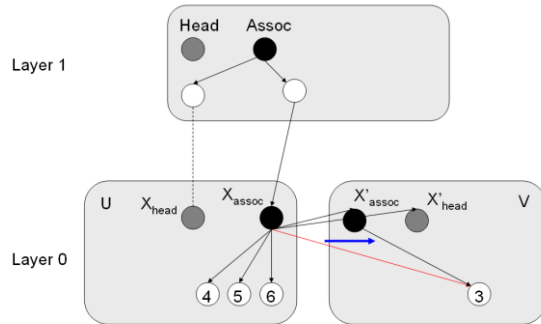 Head Assoc
Layer 1
U X_head X_assoc X'_assoc X'_head V
Layer 0
4 5 6 3